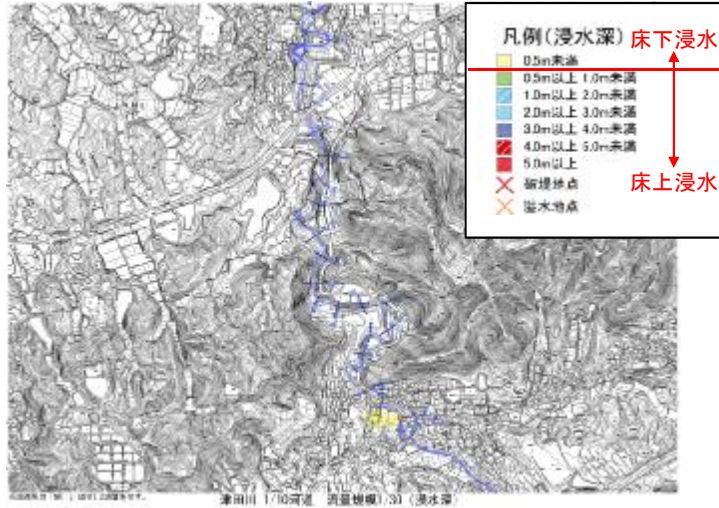 凡例(浸水深)
床下浸水
0.5m未満
0.5m以上 1.0m未満
1.0m以上 2.0m未満
2.0m以上 3.0m未満
3.0m以上 4.0m未満
4.0m以上 5.0m未満
5.0m以上
破堤地点
溢水地点
床上浸水
津田川 1/10河道 流量規模1/30 (浸水深)